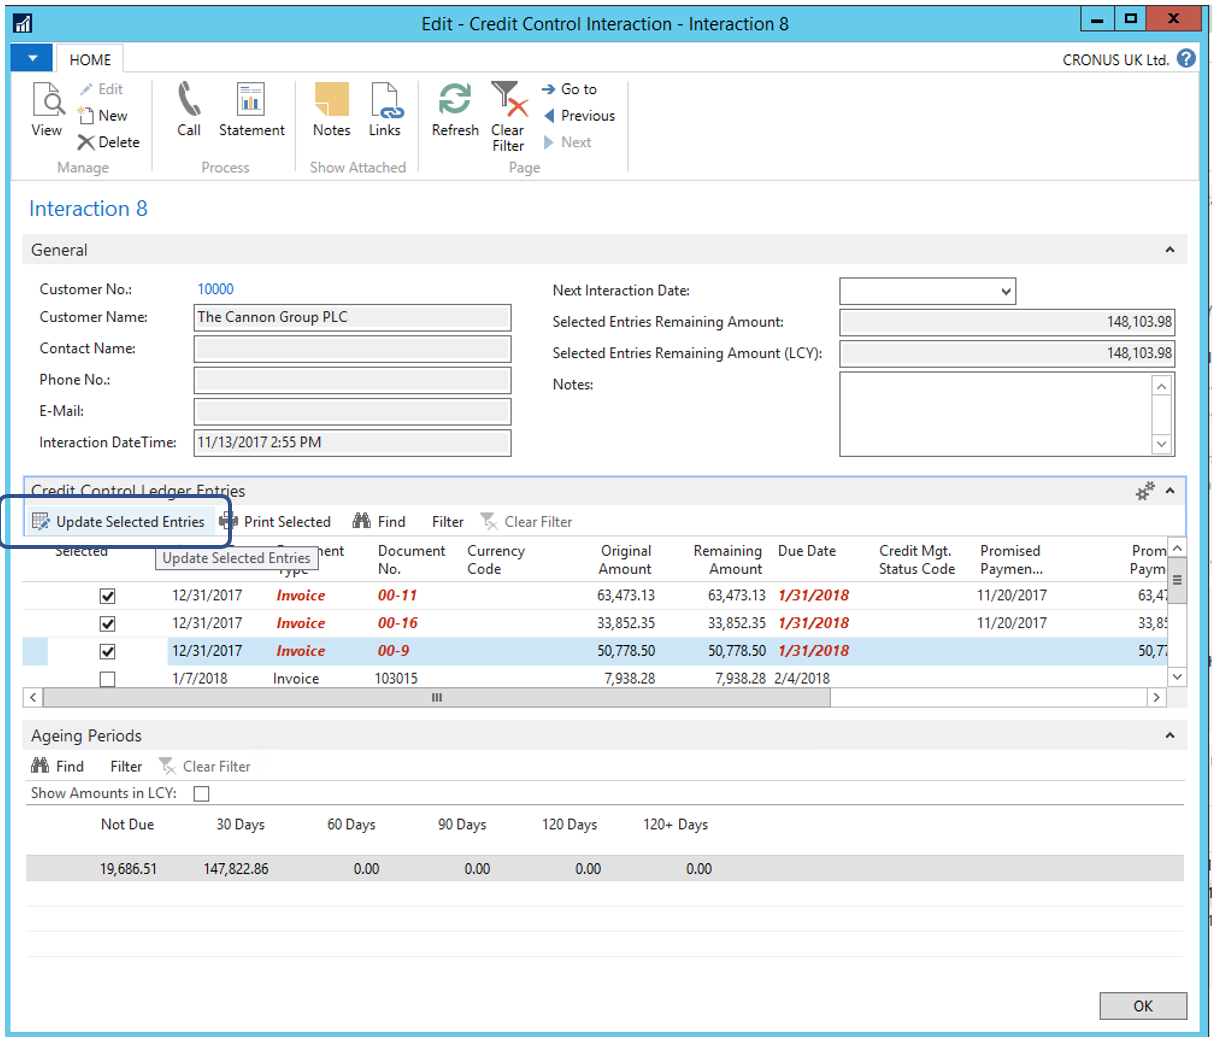 Edit - Credit Control Interaction - Interaction 8
HOME
CRONUS UK Ltd.
View
Edit
New
Delete
Manage
Call
Statement
Process
Notes
Links
Show Attached
Refresh
Clear Filter
Go to
Previous
Next
Page
Interaction 8
General
Customer No.: 10000
Customer Name: The Cannon Group PLC
Contact Name:
Phone No.:
E-Mail:
Interaction DateTime: 11/13/2017 2:55 PM
Next Interaction Date:
Selected Entries Remaining Amount: 148,103.98
Selected Entries Remaining Amount (LCY): 148,103.98
Notes:
Credit Control Ledger Entries
Update Selected Entries Print Selected Find Filter Clear Filter
Update Selected Entries
Selected Document No. Currency Code Original Amount Remaining Amount Due Date Credit Mgt. Status Code Promised Paymen...
12/31/2017 Invoice 00-11 63,473.13 63,473.13 1/31/2018 11/20/2017
12/31/2017 Invoice 00-16 33,852.35 33,852.35 1/31/2018 11/20/2017
12/31/2017 Invoice 00-9 50,778.50 50,778.50 1/31/2018
1/7/2018 Invoice 103015 7,938.28 7,938.28 2/4/2018
Ageing Periods
Find Filter Clear Filter
Show Amounts in LCY:
Not Due 30 Days 60 Days 90 Days 120 Days 120+ Days
19,686.51 147,822.86 0.00 0.00 0.00 0.00
OK